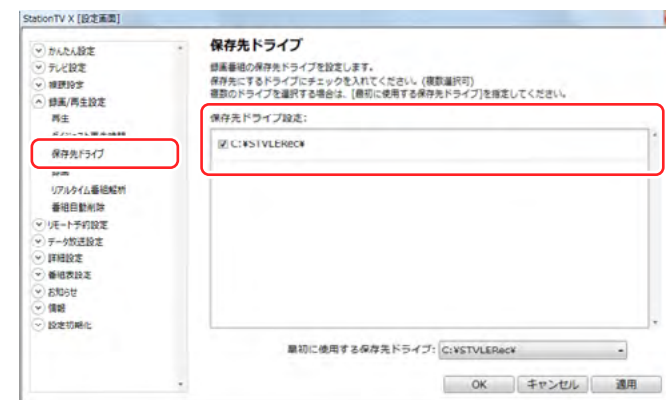 StationTV X [設定画面]
かんたん設定
テレビ設定
視聴設定
録画/再生設定
再生
保存先ドライブ
録画
リアルタイム番組解析
番組自動削除
リモート予約設定
データ放送設定
詳細設定
番組表設定
お知らせ
情報
設定初期化
保存先ドライブ
録画番組の保存先ドライブを設定します。
保存先にするドライブにチェックを入れてください。(複数選択可)
複数のドライブを選択する場合は、[最初に使用する保存先ドライブ]を指定してください。
保存先ドライブ設定:
C:¥STVLERec¥
最初に使用する保存先ドライブ: C:¥STVLERec¥
OK キャンセル 適用